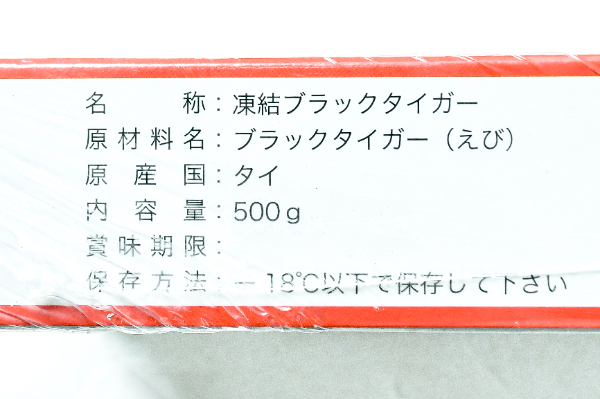 名称：凍結ブラックタイガー
原材料名：ブラックタイガー（えび）
原産国：タイ
内容量：500g
賞味期限：
保存方法：－18℃以下で保存して下さい